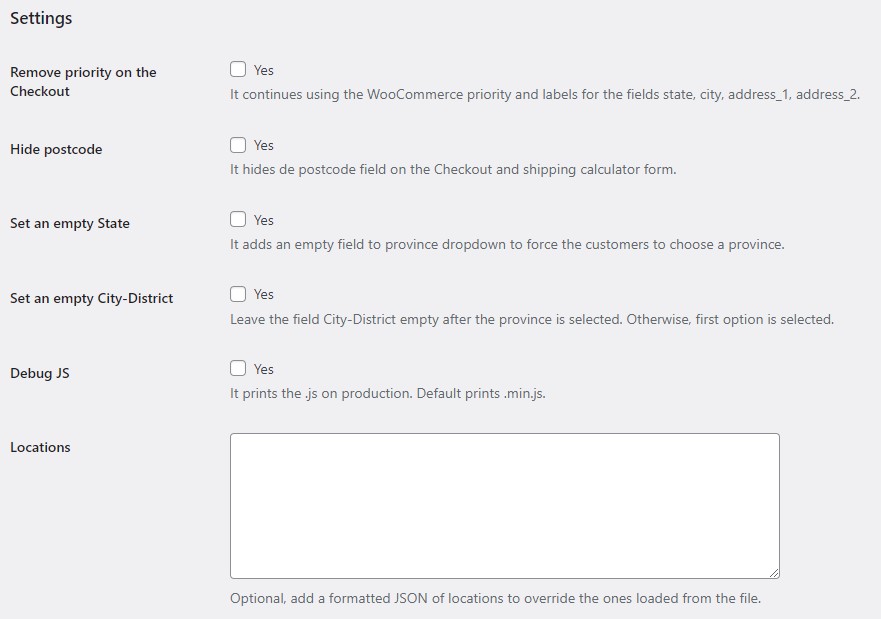 Settings
Remove priority on the
Checkout
Yes
It continues using the WooCommerce priority and labels for the fields state, city, address_1, address_2.
Hide postcode
Yes
It hides de postcode field on the Checkout and shipping calculator form.
Set an empty State
Yes
It adds an empty field to province dropdown to force the customers to choose a province.
Set an empty City-District
Yes
Leave the field City-District empty after the province is selected. Otherwise, first option is selected.
Debug JS
Yes
It prints the .js on production. Default prints .min.js.
Locations
Optional, add a formatted JSON of locations to override the ones loaded from the file.